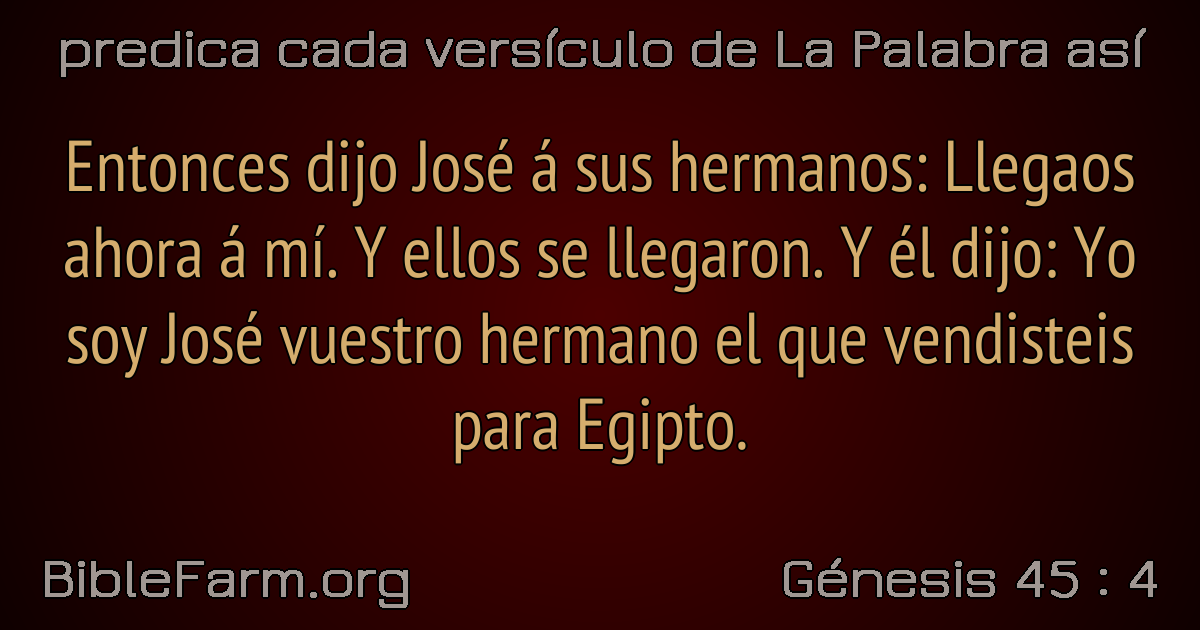 predica cada versículo de La Palabra así
Entonces dijo José á sus hermanos: Llegaos
ahora á mí. Y ellos se llegaron. Y él dijo: Yo
soy José vuestro hermano el que vendisteis
para Egipto.
BibleFarm.org
Génesis 45 : 4